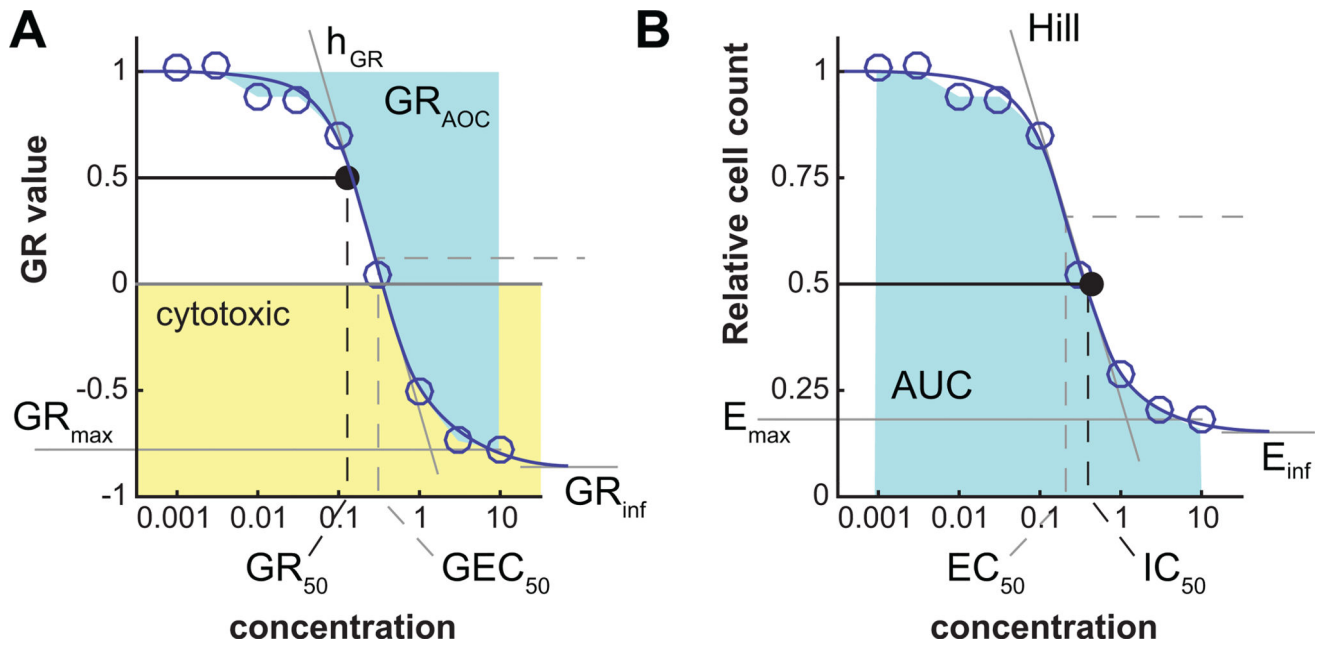 A
GR value
1
0.5
0
-0.5
-1
h_GR
GR_AOC
cytotoxic
GR_max
GR_inf
0.001 0.01 0.1 1 10
GR_50 GEC_50
concentration
B
Relative cell count
1
0.75
0.5
0.25
0
Hill
AUC
E_max
E_inf
0.001 0.01 0.1 1 10
EC_50 IC_50
concentration